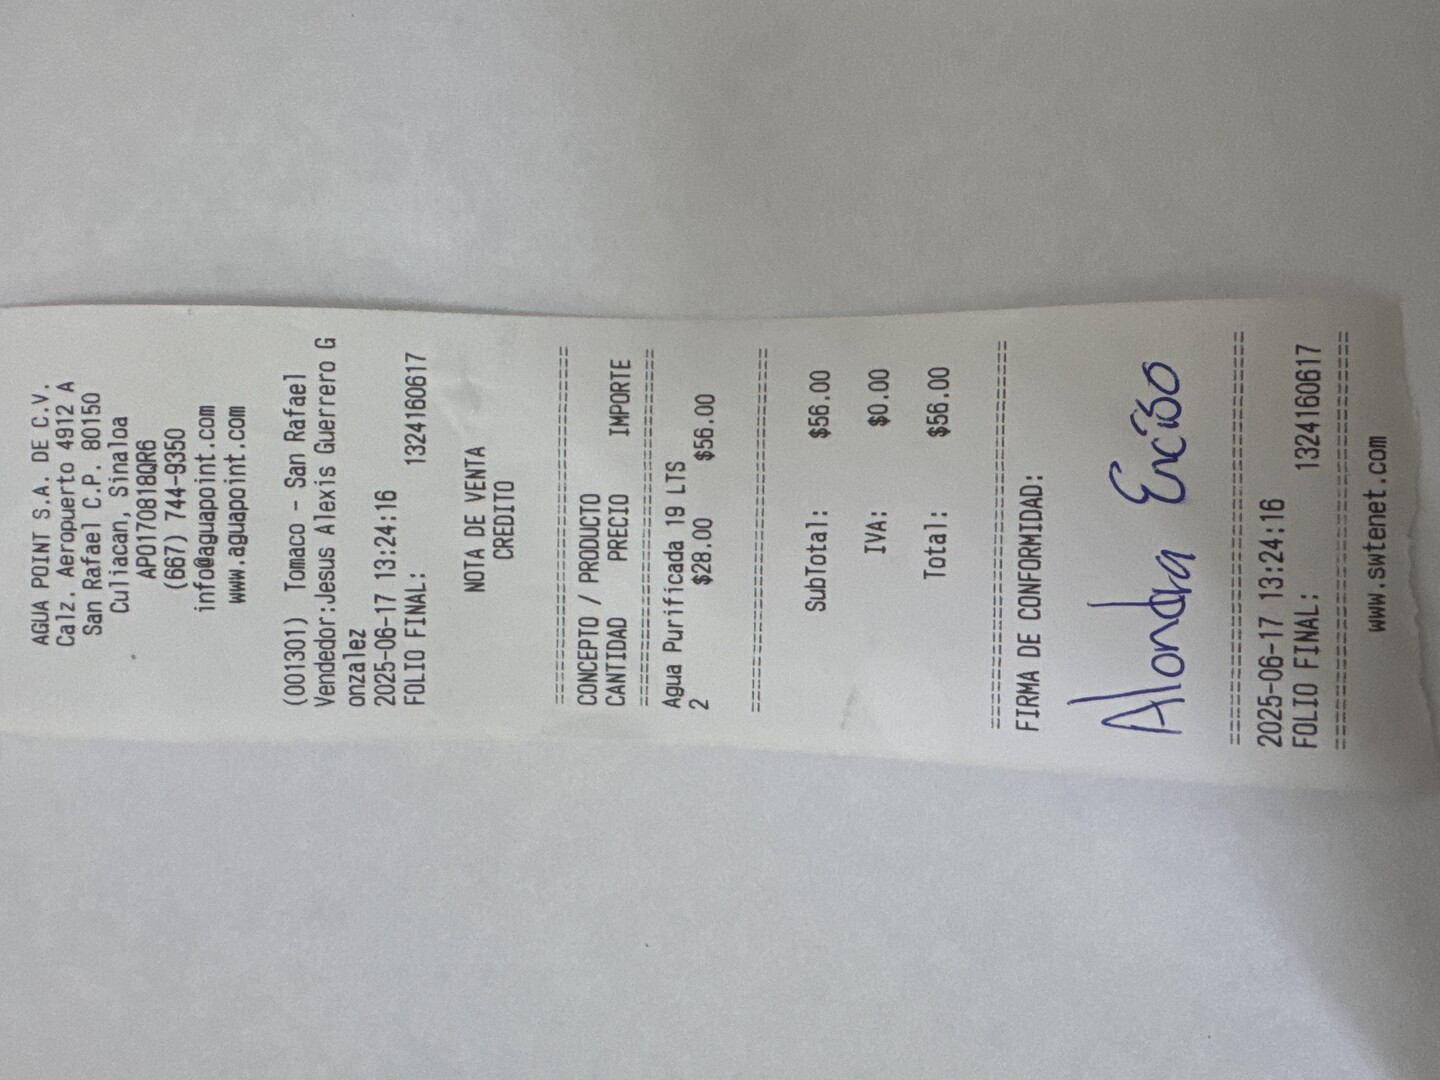 AGUA POINT S.A. DE C.V.
Calz. Aeropuerto 4912 A
San Rafael C.P. 80150
Culiacan, Sinaloa
APO170818QR6
(667) 744-9350
info@aguapoint.com
www.aguapoint.com
(001301) Tomaco - San Rafael
Vendedor:Jesus Alexis Guerrero G
onzalez
2025-06-17 13:24:16
FOLIO FINAL: 1324160617
NOTA DE VENTA
CREDITO
================================
CONCEPTO / PRODUCTO
CANTIDAD PRECIO IMPORTE
================================
Agua Purificada 19 LTS
2 $28.00 $56.00
================================
SubTotal: $56.00
IVA: $0.00
Total: $56.00
================================
FIRMA DE CONFORMIDAD:
Alondra Enciso
================================
2025-06-17 13:24:16
FOLIO FINAL: 1324160617
================================
www.swtenet.com